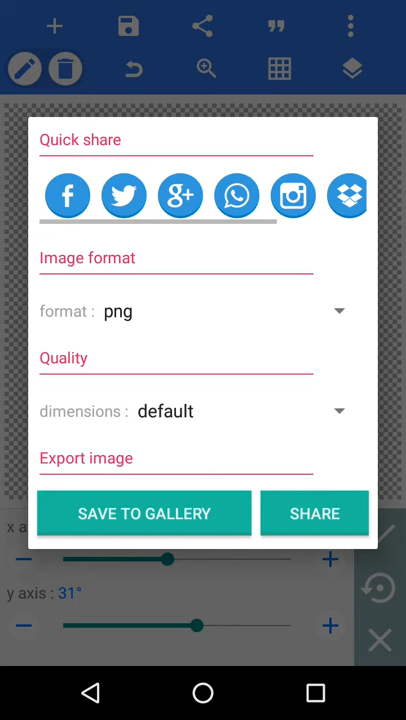 Quick share
Image format
format : png
Quality
dimensions : default
Export image
SAVE TO GALLERY SHARE
x a
y axis : 31°